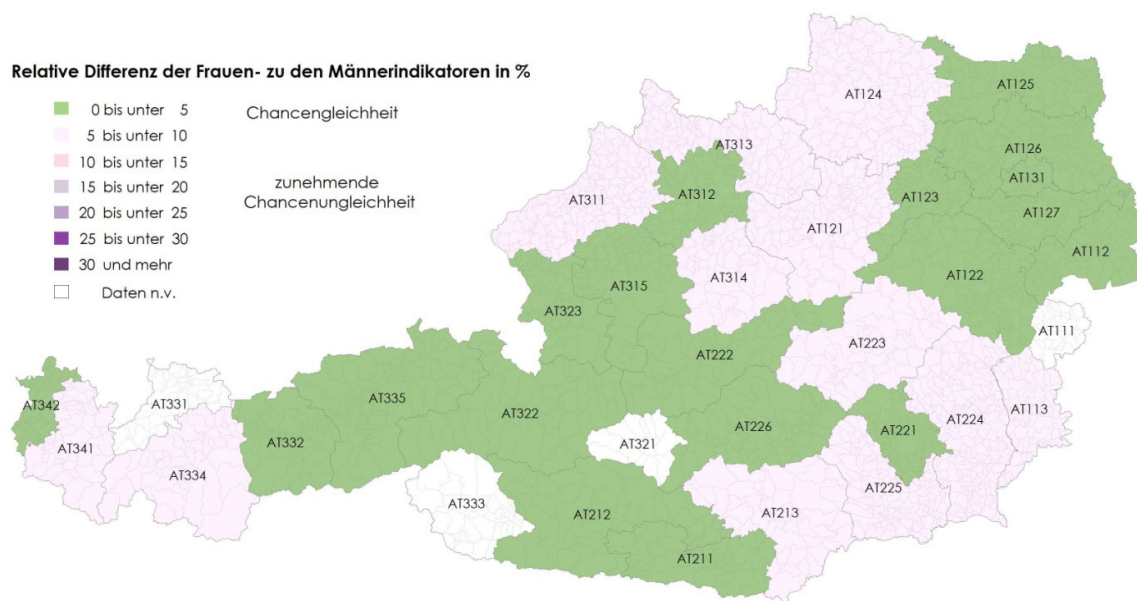 Relative Differenz der Frauen- zu den Männerindikatoren in %
0 bis unter 5
Chancengleichheit
5 bis unter 10
10 bis unter 15
15 bis unter 20
zunehmende
20 bis unter 25
Chancenungleichheit
25 bis unter 30
30 und mehr
Daten n.v.
AT124
AT125
AT313
AT126
AT131
AT312
AT123
AT311
AT127
AT121
AT112
AT314
AT122
AT315
AT323
AT111
AT222
AT223
AT342
AT331
AT335
AT113
AT322
AT224
AT332
AT321
AT226
AT221
AT341
AT334
AT225
AT333
AT212
AT213
AT211